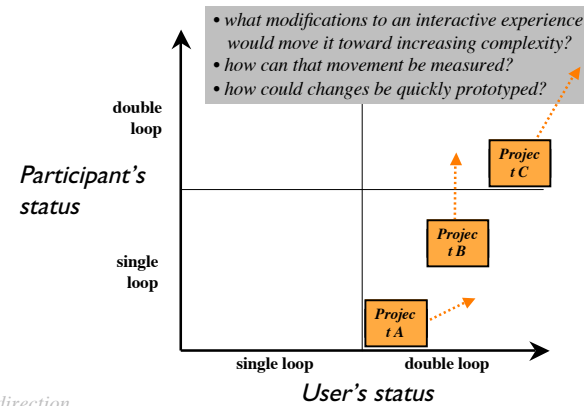 • what modifications to an interactive experience
would move it toward increasing complexity?
• how can that movement be measured?
• how could changes be quickly prototyped?
double
loop
Projec
t C
Participant's
status
Projec
t B
single
loop
Projec
t A
single loop
double loop
User's status
direction